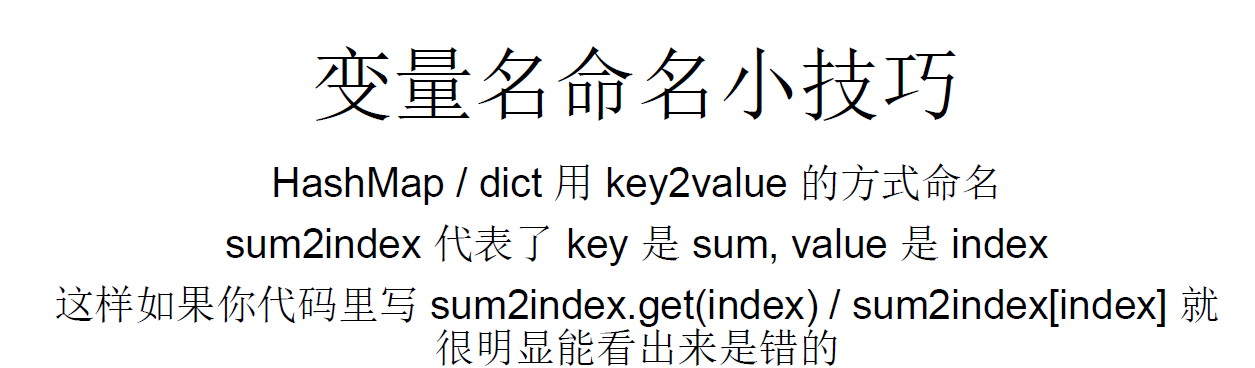 变量名命名小技巧
HashMap / dict 用 key2value 的方式命名
sum2index 代表了 key 是 sum, value 是 index
这样如果你代码里写 sum2index.get(index) / sum2index[index] 就
很明显能看出来是错的